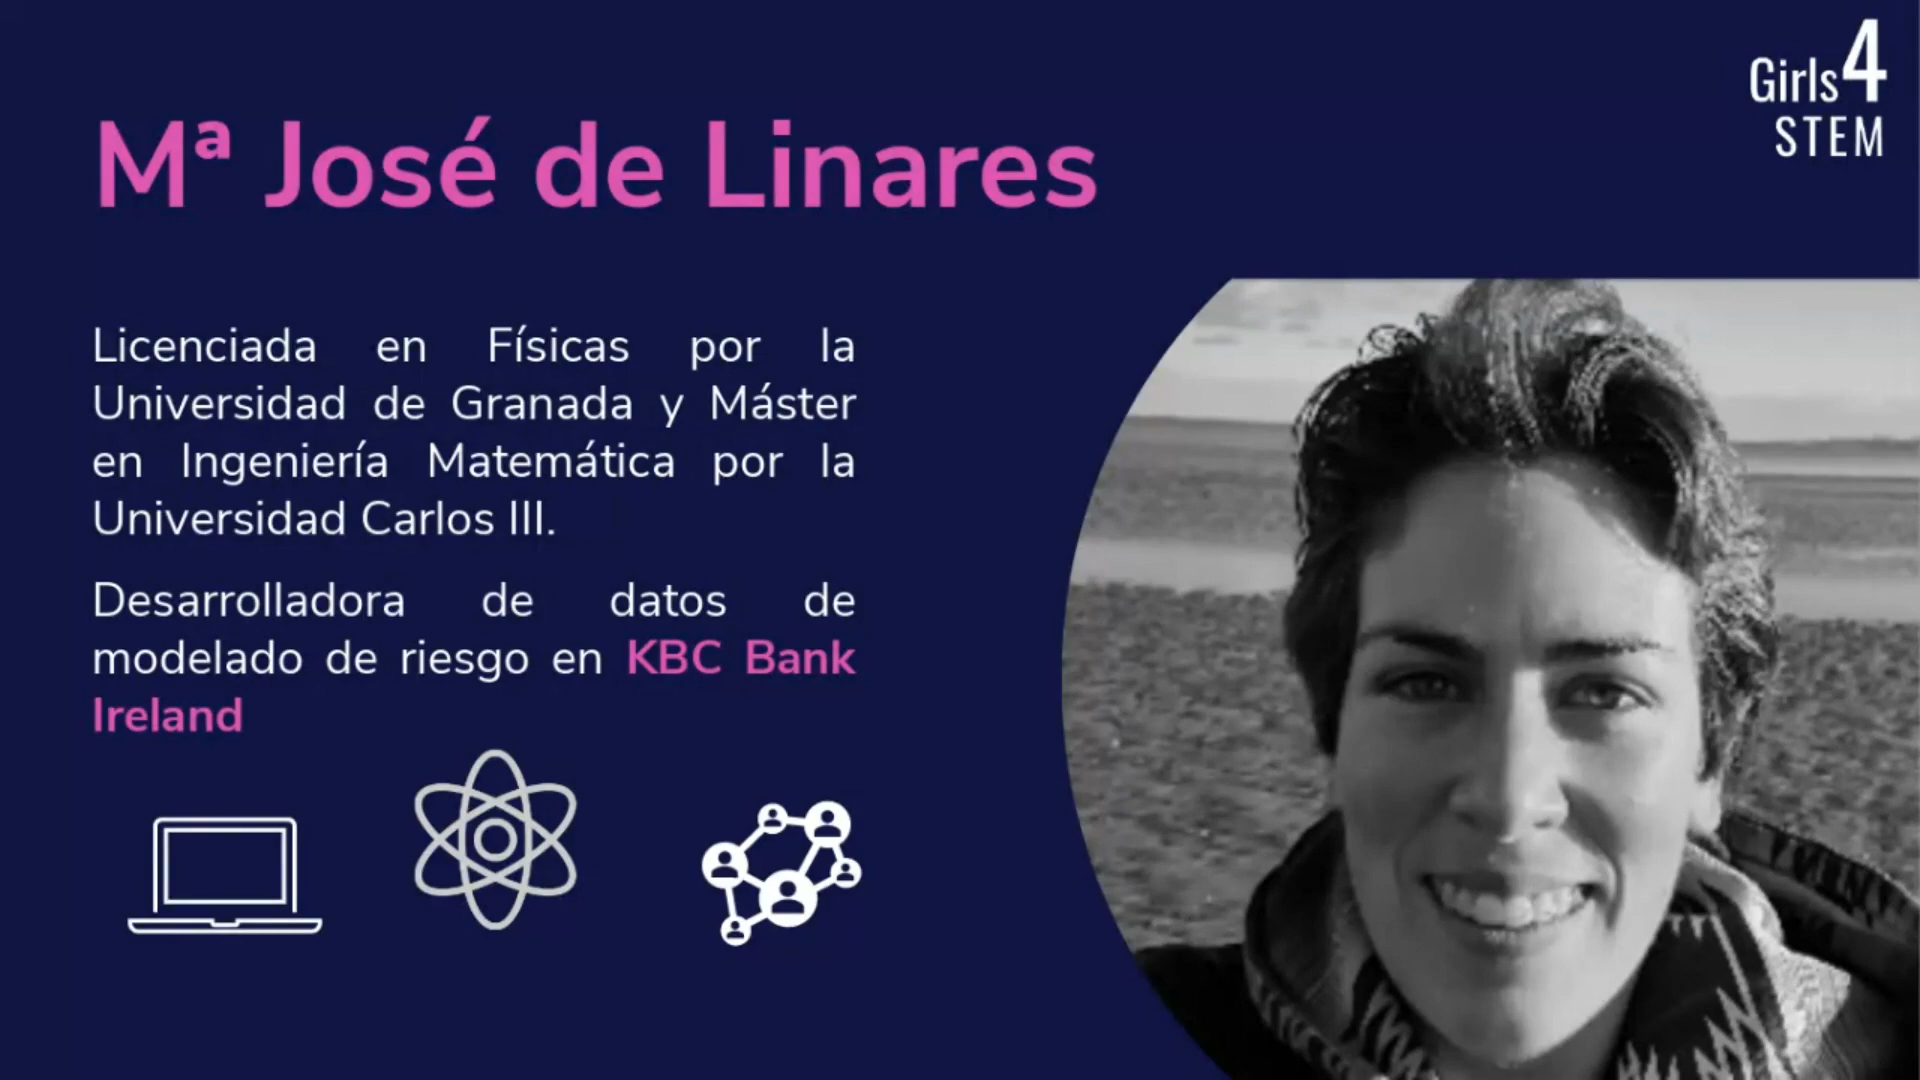 Girls4
STEM
Mª José de Linares
Licenciada en Físicas por la
Universidad de Granada y Máster
en Ingeniería Matemática por la
Universidad Carlos III.
Desarrolladora de datos de
modelado de riesgo en KBC Bank
Ireland